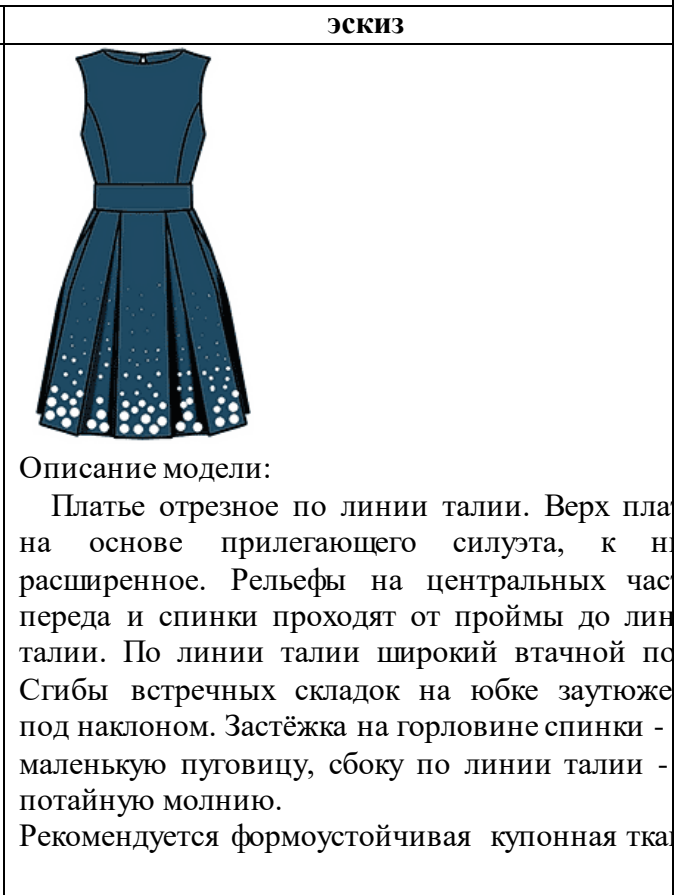 эскиз
Описание модели:
Платье отрезное по линии талии. Верх пла
на основе прилегающего силуэта, к н
расширенное. Рельефы на центральных час
переда и спинки проходят от проймы до лин
талии. По линии талии широкий втачной по
Сгибы встречных складок на юбке заутюже
под наклоном. Застёжка на горловине спинки -
маленькую пуговицу, сбоку по линии талии -
потайную молнию.
Рекомендуется формоустойчивая купонная тка